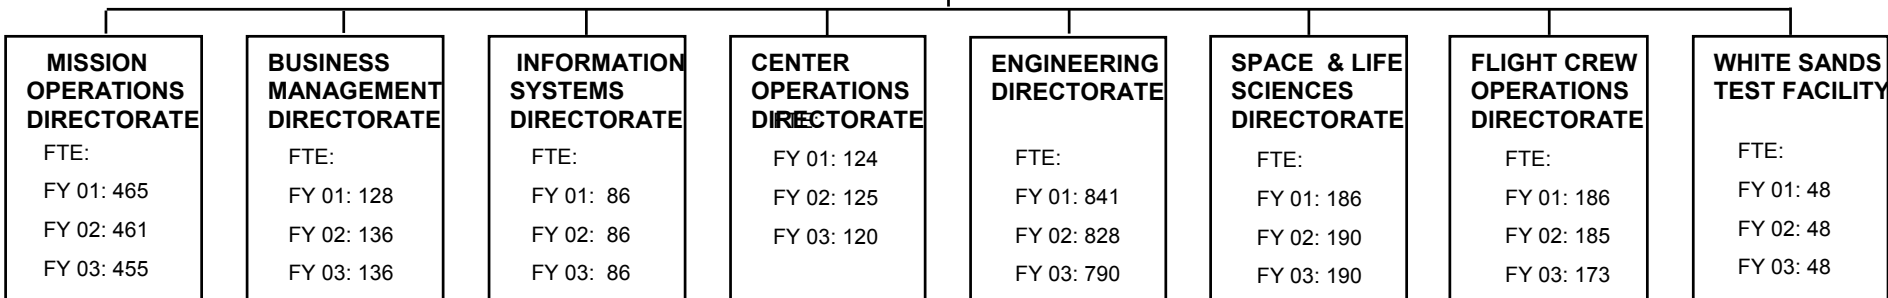 MISSION
OPERATIONS
DIRECTORATE
FTE:
FY 01: 465
FY 02: 461
FY 03: 455
BUSINESS
MANAGEMENT
DIRECTORATE
FTE:
FY 01: 128
FY 02: 136
FY 03: 136
INFORMATION
SYSTEMS
DIRECTORATE
FTE:
FY 01: 86
FY 02: 86
FY 03: 86
CENTER
OPERATIONS
DIRECTORATE
FTE:
FY 01: 124
FY 02: 125
FY 03: 120
ENGINEERING
DIRECTORATE
FTE:
FY 01: 841
FY 02: 828
FY 03: 790
SPACE & LIFE
SCIENCES
DIRECTORATE
FTE:
FY 01: 186
FY 02: 190
FY 03: 190
FLIGHT CREW
OPERATIONS
DIRECTORATE
FTE:
FY 01: 186
FY 02: 185
FY 03: 173
WHITE SANDS
TEST FACILITY
FTE:
FY 01: 48
FY 02: 48
FY 03: 48